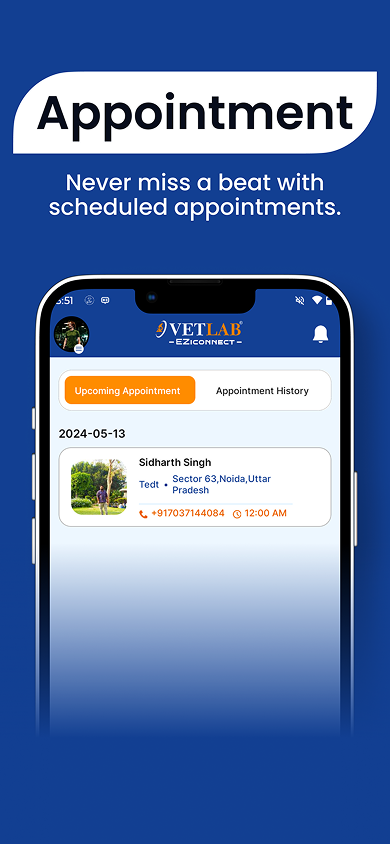 Appointment
Never miss a beat with
scheduled appointments.
5:51
VETLAB
EZICONNECT
Upcoming Appointment
Appointment History
2024-05-13
Sidharth Singh
Tedt • Sector 63,Noida,Uttar
Pradesh
+917037144084 12:00 AM